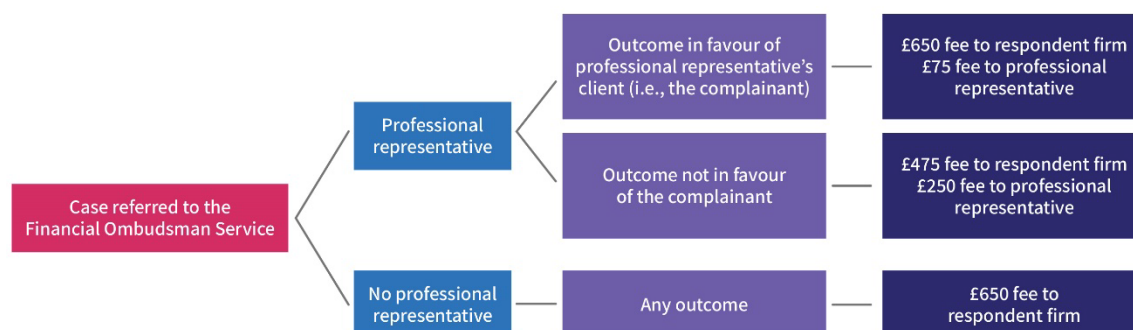 Outcome in favour of
professional representative's
client (i.e., the complainant)
£650 fee to respondent firm
£75 fee to professional
representative
Professional
representative
Outcome not in favour
of the complainant
£475 fee to respondent firm
£250 fee to professional
representative
Case referred to the
Financial Ombudsman Service
No professional
representative
Any outcome
£650 fee to
respondent firm